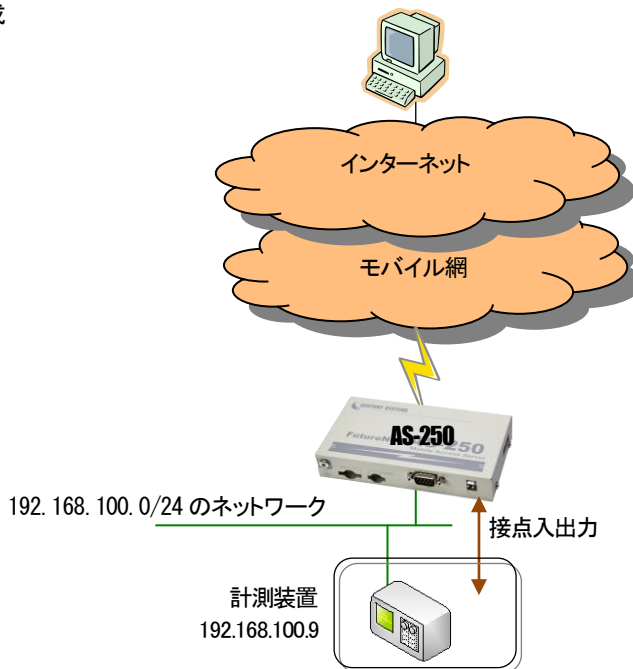 インターネット
モバイル網
CENTURY SYSTEMS
AS-250
192.168.100.0/24 のネットワーク
接点入出力
計測装置
192.168.100.9